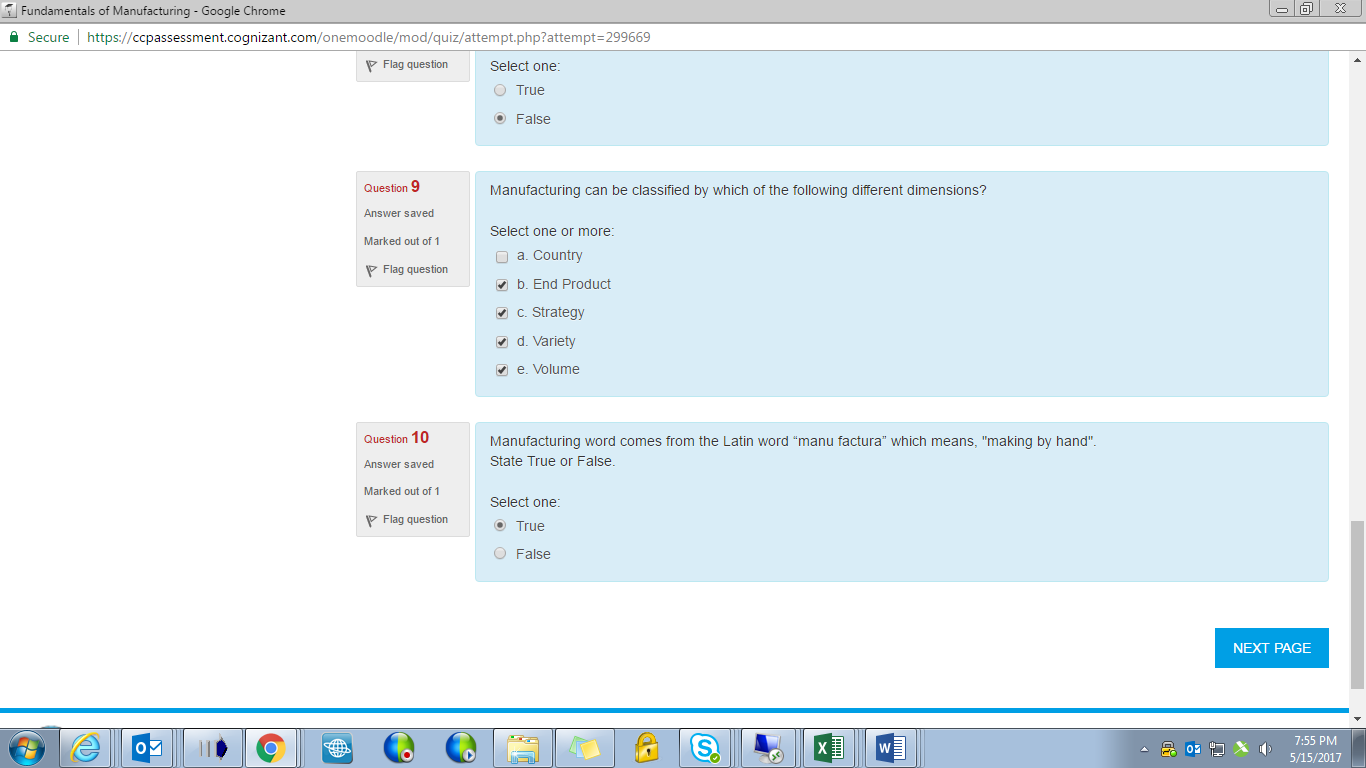 Fundamentals of Manufacturing - Google Chrome
Secure https://ccpassessment.cognizant.com/onemoodle/mod/quiz/attempt.php?attempt=299669
Flag question
Select one:
True
False
Question 9
Answer saved
Marked out of 1
Flag question
Manufacturing can be classified by which of the following different dimensions?
Select one or more:
a. Country
b. End Product
c. Strategy
d. Variety
e. Volume
Question 10
Answer saved
Marked out of 1
Flag question
Manufacturing word comes from the Latin word “manu factura” which means, "making by hand".
State True or False.
Select one:
True
False
NEXT PAGE
7:55 PM
5/15/2017